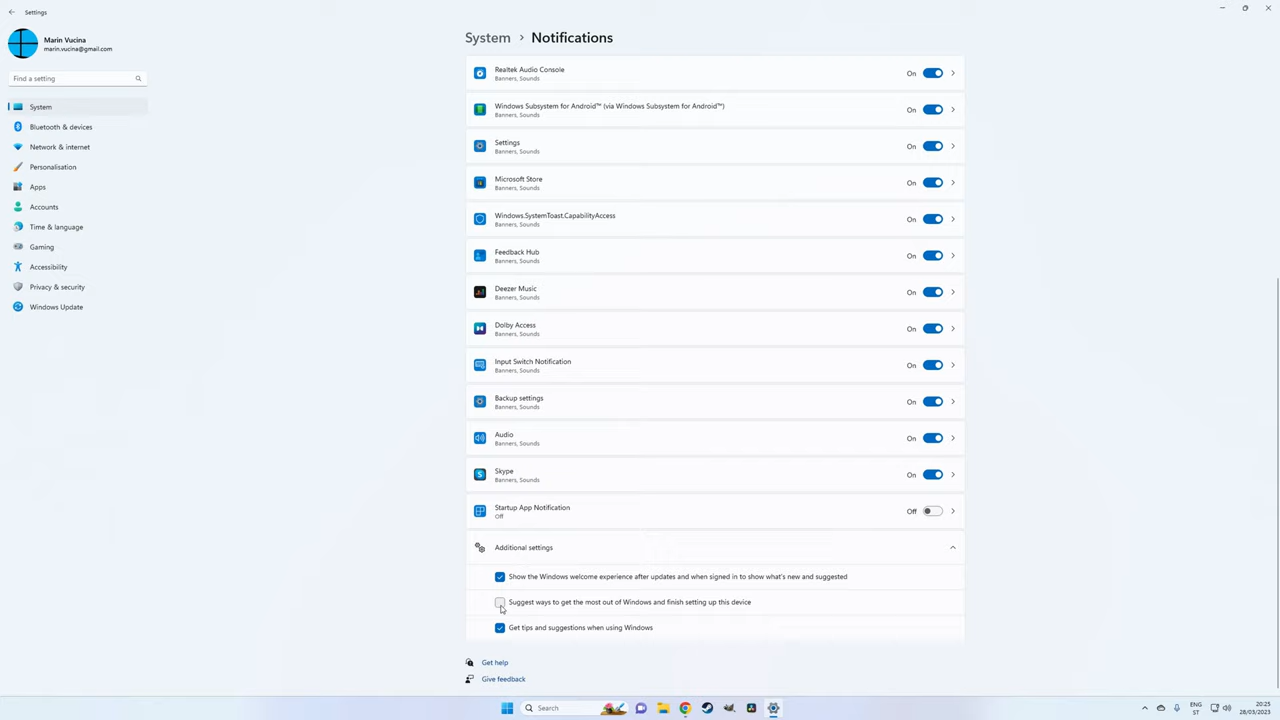 Settings
Marin Vucina
marin.vucina@gmail.com
Find a setting
System
Bluetooth & devices
Network & internet
Personalisation
Apps
Accounts
Time & language
Gaming
Accessibility
Privacy & security
Windows Update
System > Notifications
Realtek Audio Console
Banners, Sounds
On
Windows Subsystem for Android™ (via Windows Subsystem for Android™)
Banners, Sounds
On
Settings
Banners, Sounds
On
Microsoft Store
Banners, Sounds
On
Windows.SystemToast.CapabilityAccess
Banners, Sounds
On
Feedback Hub
Banners, Sounds
On
Deezer Music
Banners, Sounds
On
Dolby Access
Banners, Sounds
On
Input Switch Notification
Banners, Sounds
On
Backup settings
Banners, Sounds
On
Audio
Banners, Sounds
On
Skype
Banners, Sounds
On
Startup App Notification
Off
Off
Additional settings
Show the Windows welcome experience after updates and when signed in to show what's new and suggested
Suggest ways to get the most out of Windows and finish setting up this device
Get tips and suggestions when using Windows
Get help
Give feedback
Search
ENG
ST
20:25
28/03/2023